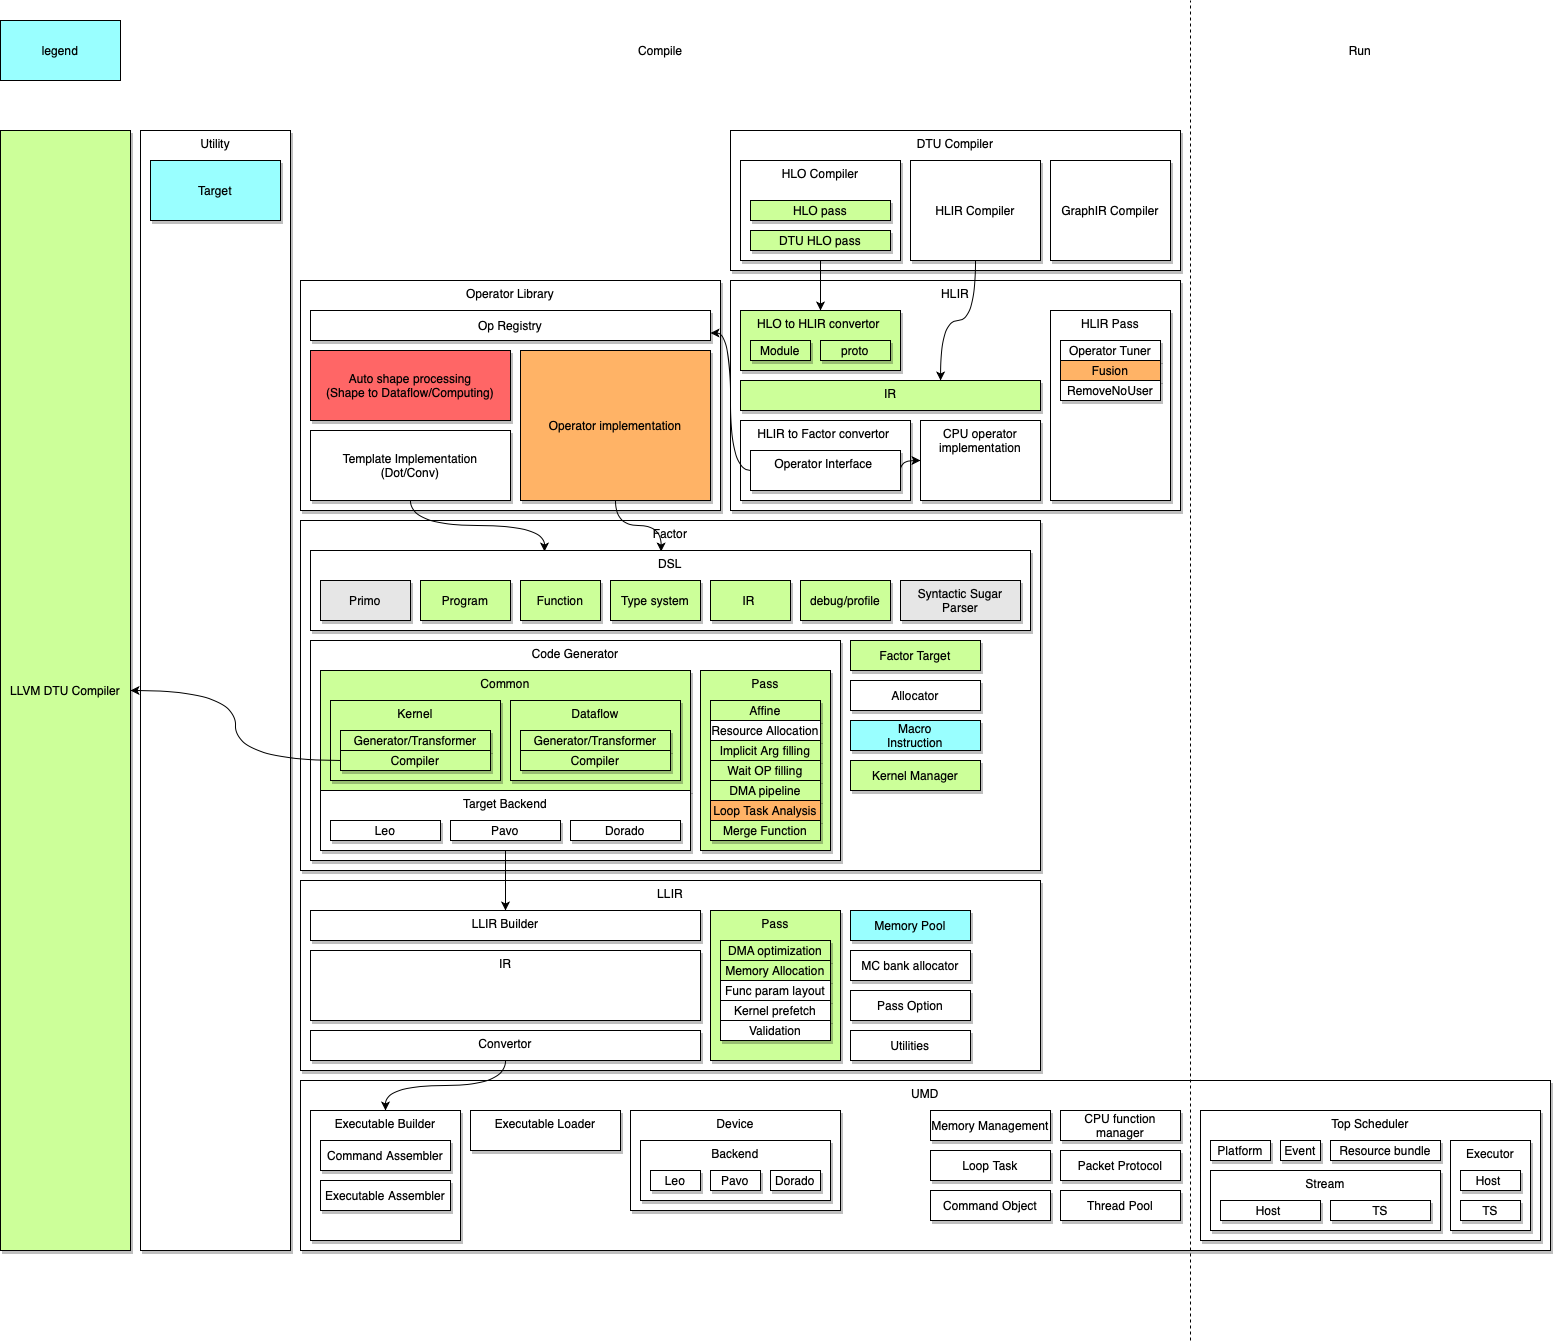 legend
Compile
Run
LLVM DTU Compiler
Utility
Target
DTU Compiler
HLO Compiler
HLO pass
DTU HLO pass
HLIR Compiler
GraphIR Compiler
Operator Library
Op Registry
Auto shape processing
(Shape to Dataflow/Computing)
Template Implementation
(Dot/Conv)
Operator implementation
HLIR
HLO to HLIR convertor
Module
proto
IR
HLIR to Factor convertor
Operator Interface
CPU operator
implementation
HLIR Pass
Operator Tuner
Fusion
RemoveNoUser
Factor
DSL
Primo
Program
Function
Type system
IR
debug/profile
Syntactic Sugar
Parser
Code Generator
Common
Kernel
Generator/Transformer
Compiler
Dataflow
Generator/Transformer
Compiler
Target Backend
Leo
Pavo
Dorado
Pass
Affine
Resource Allocation
Implicit Arg filling
Wait OP filling
DMA pipeline
Loop Task Analysis
Merge Function
Factor Target
Allocator
Macro
Instruction
Kernel Manager
LLIR
LLIR Builder
IR
Convertor
Pass
DMA optimization
Memory Allocation
Func param layout
Kernel prefetch
Validation
Memory Pool
MC bank allocator
Pass Option
Utilities
UMD
Executable Builder
Command Assembler
Executable Assembler
Executable Loader
Device
Backend
Leo
Pavo
Dorado
Memory Management
CPU function
manager
Loop Task
Packet Protocol
Command Object
Thread Pool
Top Scheduler
Platform
Event
Resource bundle
Stream
Host
TS
Executor
Host
TS